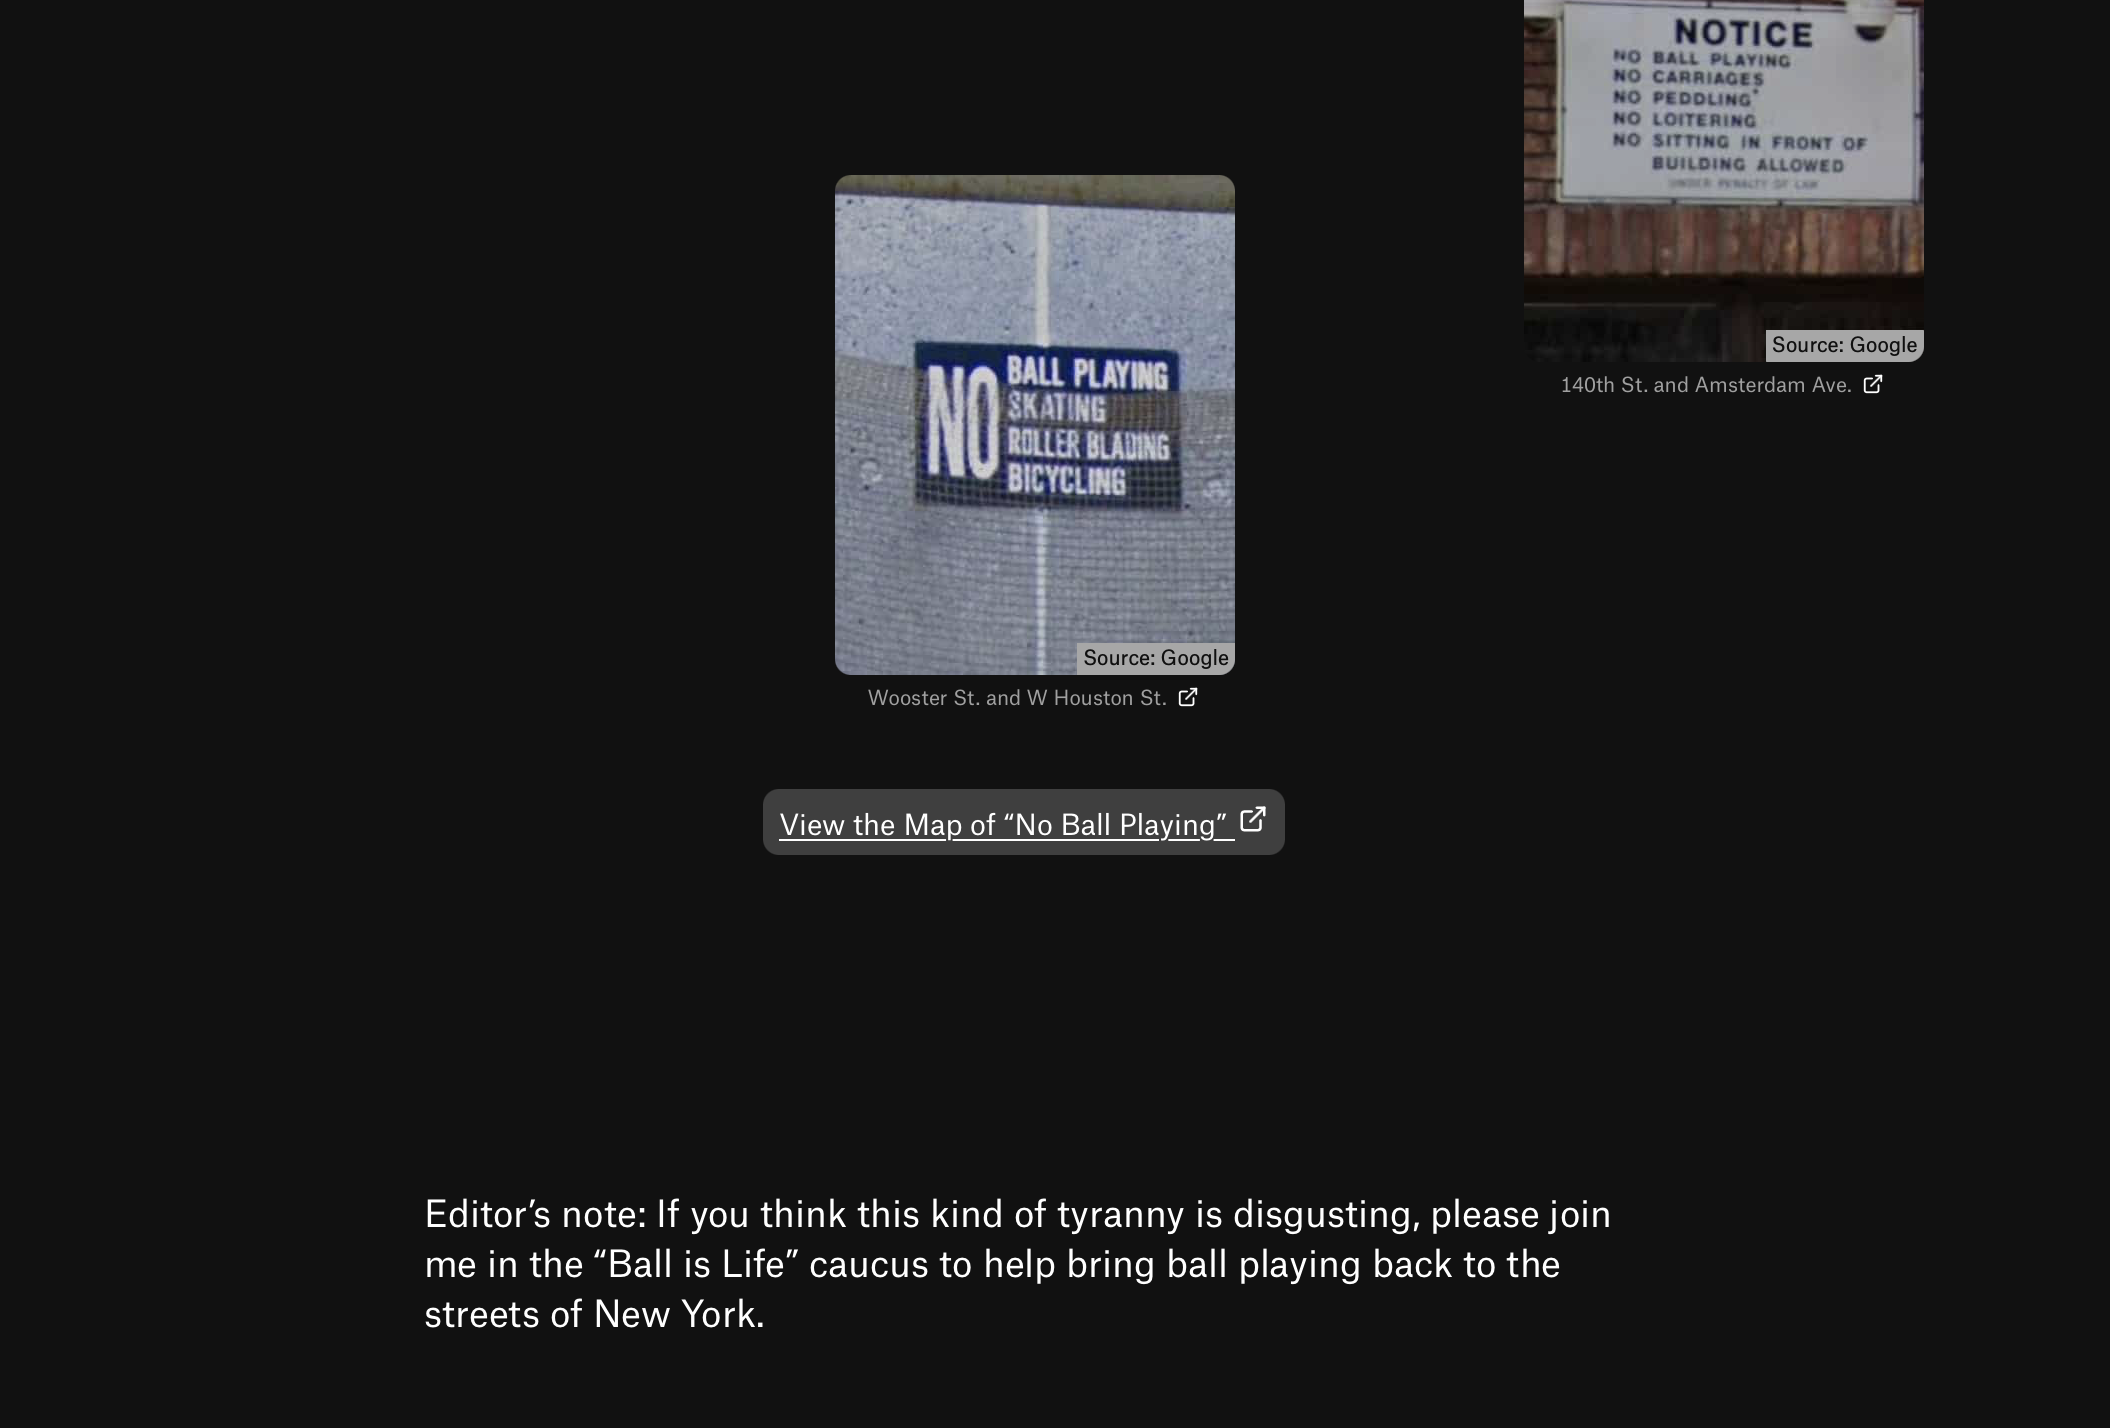 NOTICE
NO BALL PLAYING
NO CARRIAGES
NO PEDDLING
NO LOITERING
NO SITTING IN FRONT OF
BUILDING ALLOWED
UNDER PENALTY OF LAW
Source: Google
140th St. and Amsterdam Ave.
NO
BALL PLAYING
SKATING
ROLLER BLADING
BICYCLING
Source: Google
Wooster St. and W Houston St.
View the Map of “No Ball Playing”
Editor’s note: If you think this kind of tyranny is disgusting, please join
me in the “Ball is Life” caucus to help bring ball playing back to the
streets of New York.